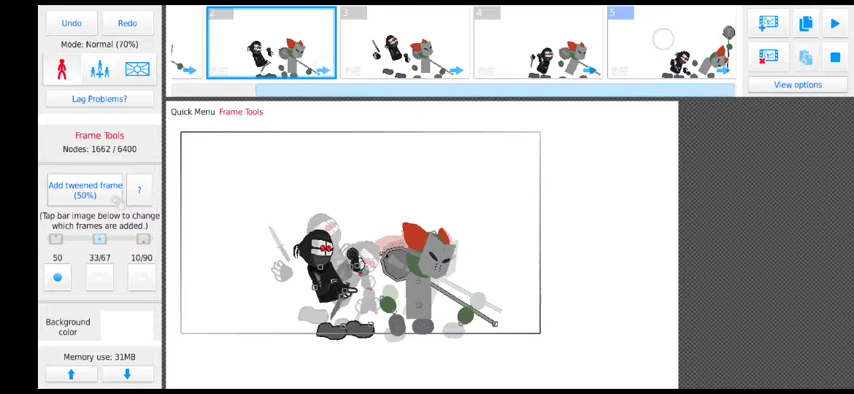 Undo
Redo
Mode: Normal (70%)
Lag Problems?
Frame Tools
Nodes: 1662 / 6400
Add tweened frame
(50%)
?
(Tap bar image below to change
which frames are added.)
50
33/67
10/90
Background
color
Memory use: 31MB
2
3
4
5
View options
Quick Menu
Frame Tools